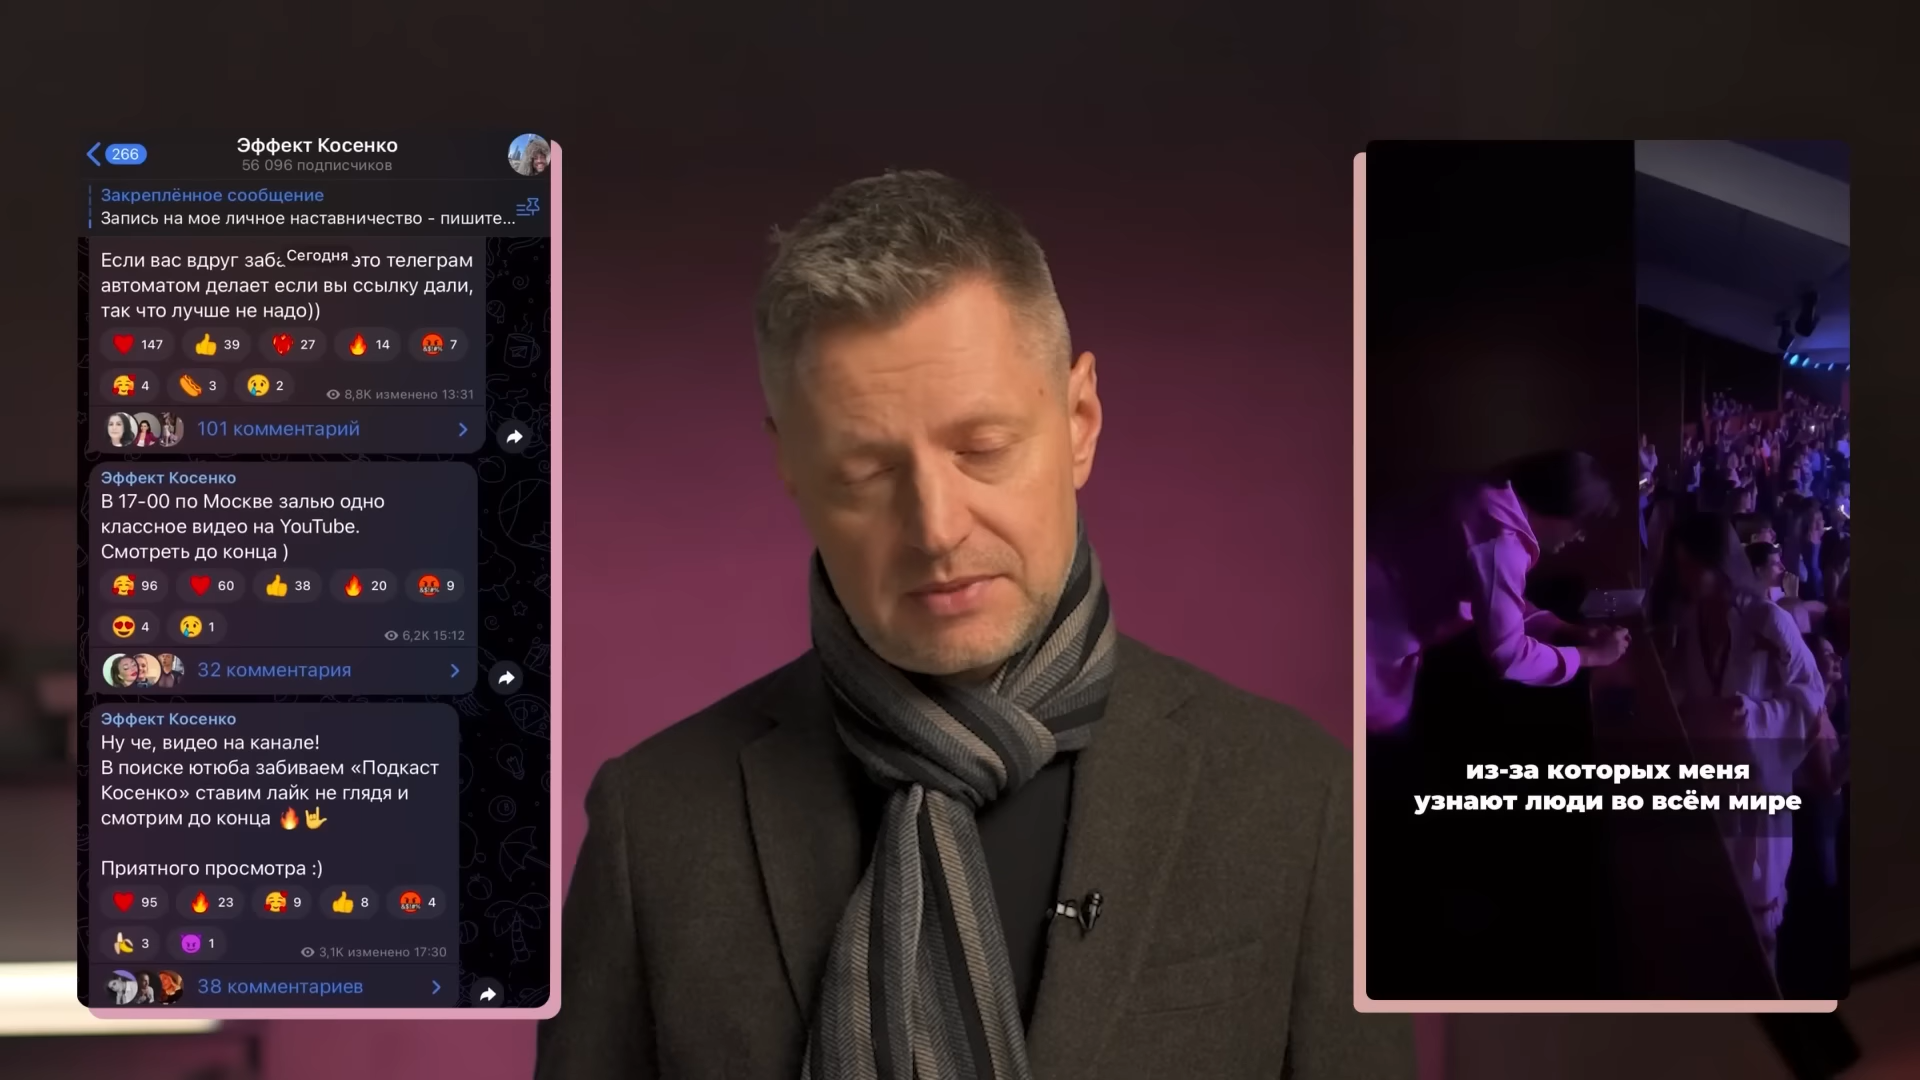 266
Эффект Косенко
56 096 подписчиков
Закреплённое сообщение
Запись на мое личное наставничество - пишите...
Сегодня
Если вас вдруг заба это телеграм
автоматом делает если вы ссылку дали,
так что лучше не надо))
147 39 27 14 7
4 3 2 8,8K изменено 13:31
101 комментарий
Эффект Косенко
В 17-00 по Москве залью одно
классное видео на YouTube.
Смотреть до конца )
96 60 38 20 9
4 1 6,2K 15:12
32 комментария
Эффект Косенко
Ну че, видео на канале!
В поиске ютюба забиваем «Подкаст
Косенко» ставим лайк не глядя и
смотрим до конца 🔥🤟
Приятного просмотра :)
95 23 9 8 4
3 1 3,1K изменено 17:30
38 комментариев
из-за которых меня
узнают люди во всём мире